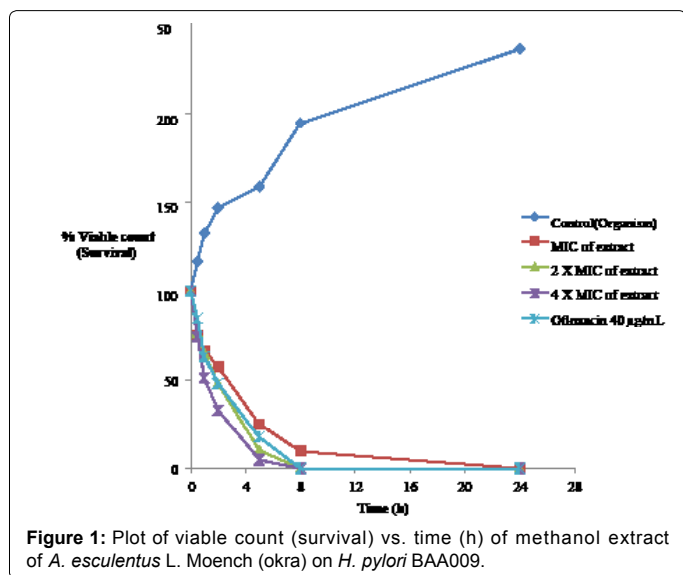 50
200
150
100
50
0
% Viable count
(Survival)
0 4 8 12 16 20 24 28
Time (h)
Control(Organism)
MIC of extract
2 X MIC of extract
4 X MIC of extract
Ofloxacin 40 µg/mL
Figure 1: Plot of viable count (survival) vs. time (h) of methanol extract
of A. esculentus L. Moench (okra) on H. pylori BAA009.